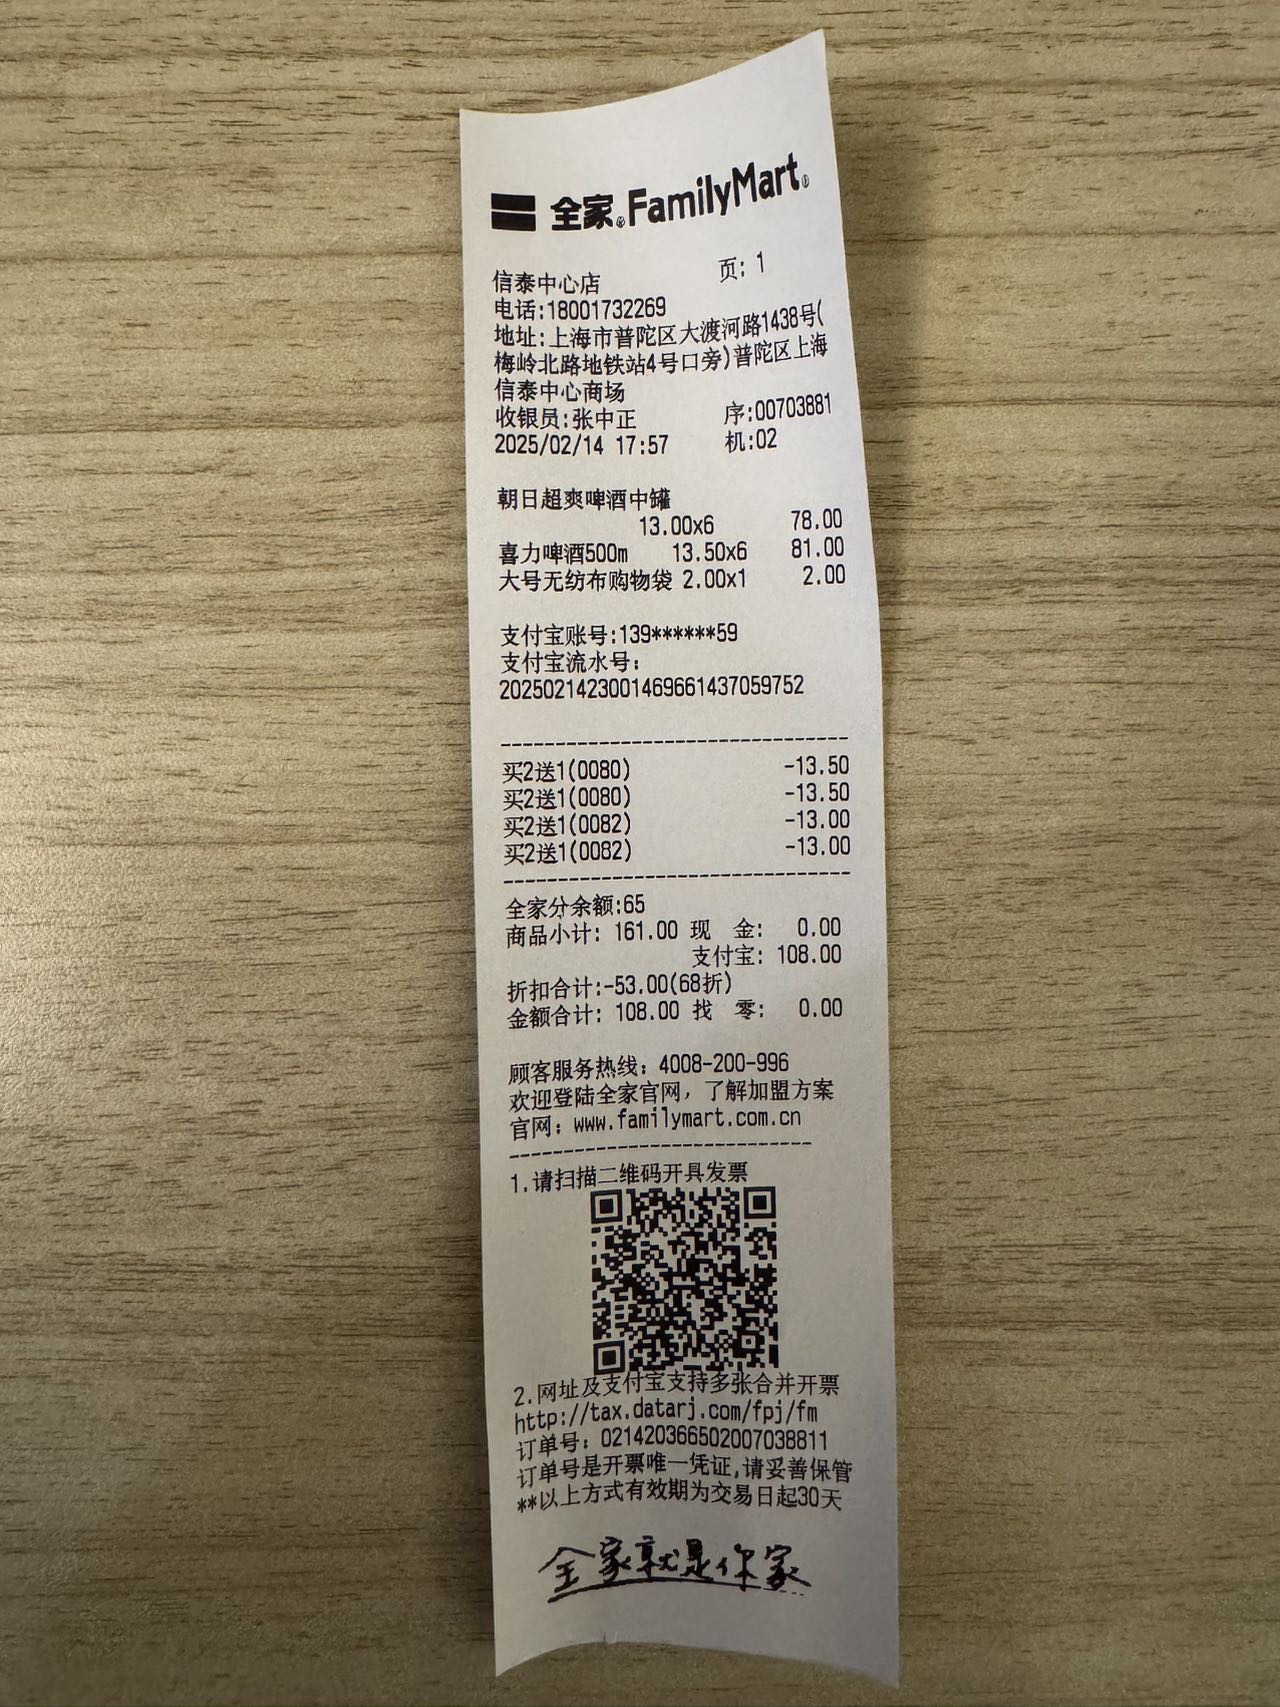 全家 FamilyMart
信泰中心店 页: 1
电话:18001732269
地址:上海市普陀区大渡河路1438号(
梅岭北路地铁站4号口旁)普陀区上海
信泰中心商场
收银员:张中正 序:00703881
2025/02/14 17:57 机:02
朝日超爽啤酒中罐
13.00x6 78.00
喜力啤酒500m 13.50x6 81.00
大号无纺布购物袋 2.00x1 2.00
支付宝账号:139******59
支付宝流水号:
2025021423001469661437059752
--------------------------------
买2送1(0080) -13.50
买2送1(0080) -13.50
买2送1(0082) -13.00
买2送1(0082) -13.00
--------------------------------
全家分余额:65
商品小计: 161.00 现 金: 0.00
支付宝: 108.00
折扣合计:-53.00(68折)
金额合计: 108.00 找 零: 0.00
顾客服务热线: 4008-200-996
欢迎登陆全家官网, 了解加盟方案
官网: www.familymart.com.cn
----------------------------
1.请扫描二维码开具发票
2.网址及支付宝支持多张合并开票
http://tax.datarj.com/fpj/fm
订单号: 021420366502007038811
订单号是开票唯一凭证,请妥善保管
**以上方式有效期为交易日起30天
全家就是你家